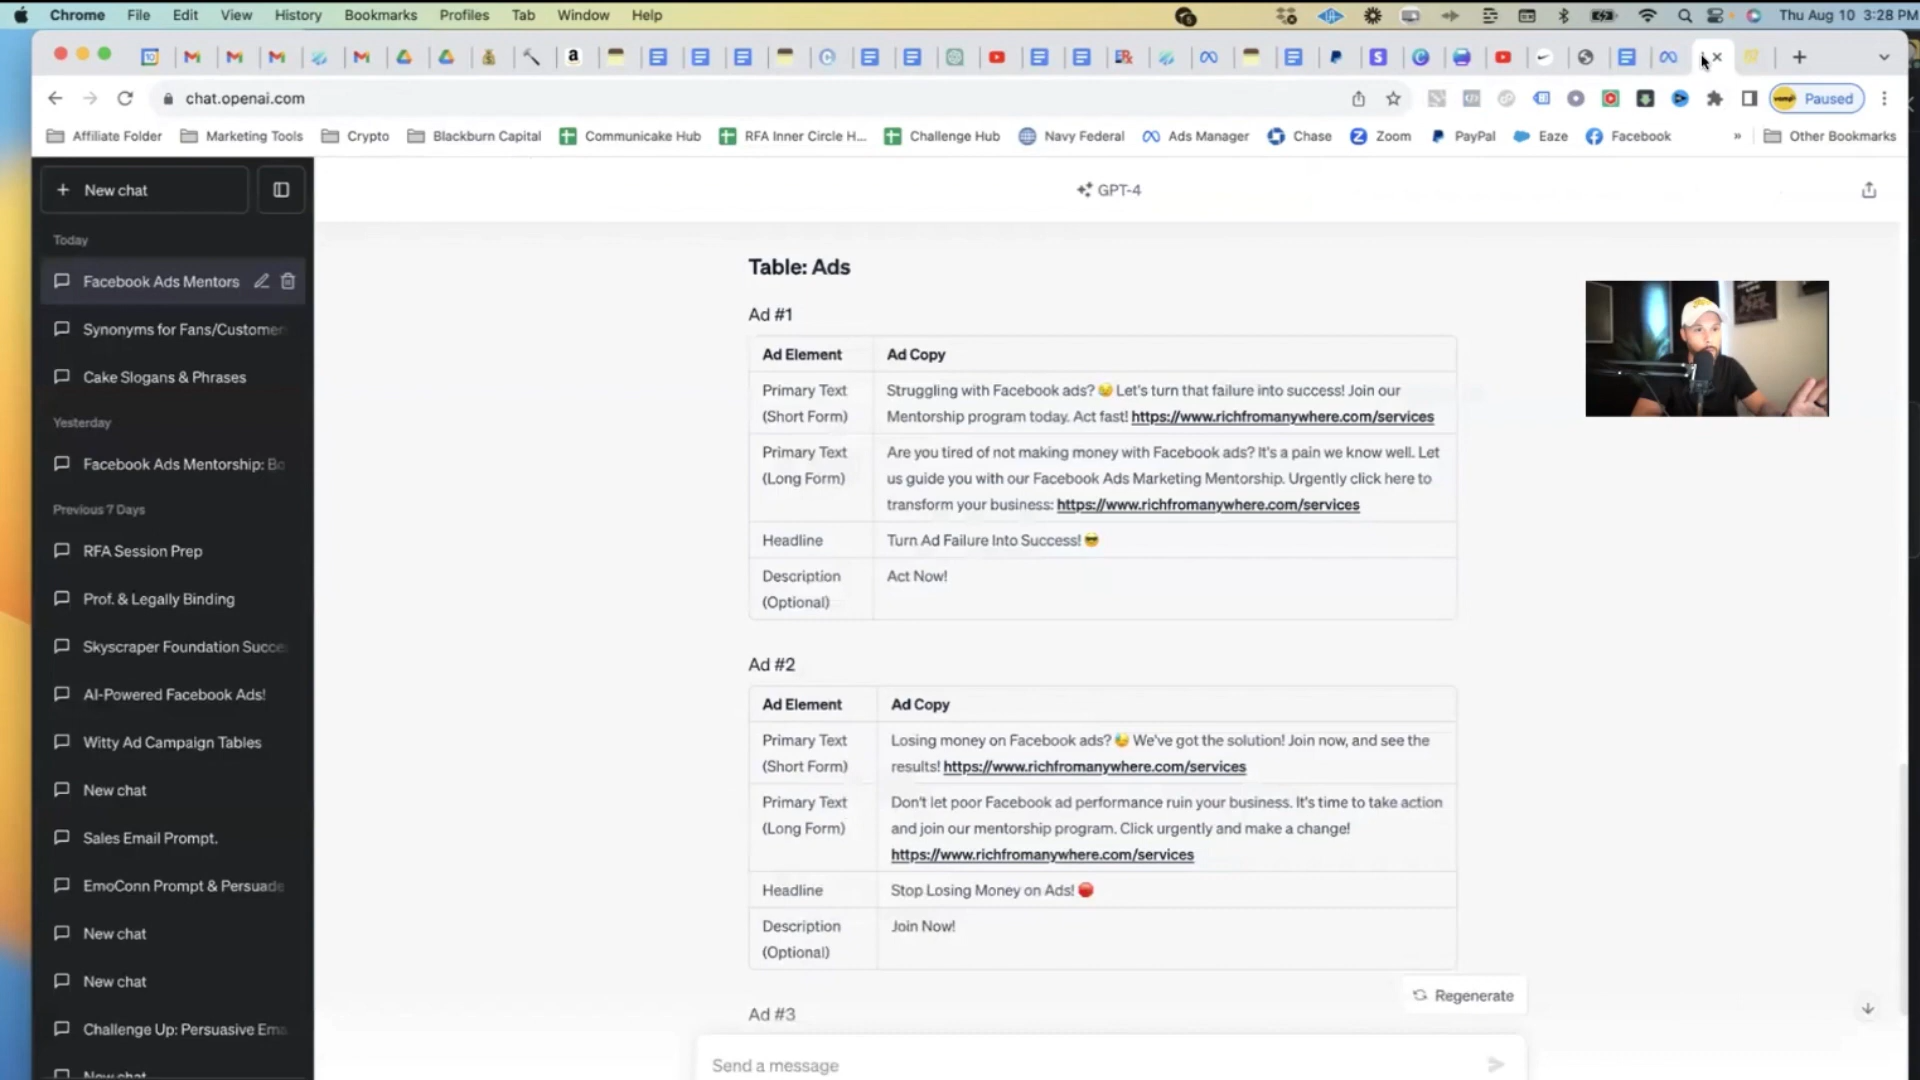 Chrome File Edit View History Bookmarks Profiles Tab Window Help Thu Aug 10 3:28 PM
chat.openai.com Paused
Affiliate Folder Marketing Tools Crypto Blackburn Capital Communicake Hub RFA Inner Circle H... Challenge Hub Navy Federal Ads Manager Chase Zoom PayPal Eaze Facebook » Other Bookmarks
+ New chat
GPT-4
Today
Facebook Ads Mentors
Synonyms for Fans/Customer
Cake Slogans & Phrases
Yesterday
Facebook Ads Mentorship: Bo
Previous 7 Days
RFA Session Prep
Prof. & Legally Binding
Skyscraper Foundation Succe
AI-Powered Facebook Ads!
Witty Ad Campaign Tables
New chat
Sales Email Prompt.
EmoConn Prompt & Persuade
New chat
New chat
Challenge Up: Persuasive Ema
New chat
Table: Ads
Ad #1
Ad Element Ad Copy
Primary Text Struggling with Facebook ads? 😓 Let's turn that failure into success! Join our
(Short Form) Mentorship program today. Act fast! https://www.richfromanywhere.com/services
Primary Text Are you tired of not making money with Facebook ads? It's a pain we know well. Let
(Long Form) us guide you with our Facebook Ads Marketing Mentorship. Urgently click here to
transform your business: https://www.richfromanywhere.com/services
Headline Turn Ad Failure Into Success! 😎
Description Act Now!
(Optional)
Ad #2
Ad Element Ad Copy
Primary Text Losing money on Facebook ads? 😓 We've got the solution! Join now, and see the
(Short Form) results! https://www.richfromanywhere.com/services
Primary Text Don't let poor Facebook ad performance ruin your business. It's time to take action
(Long Form) and join our mentorship program. Click urgently and make a change!
https://www.richfromanywhere.com/services
Headline Stop Losing Money on Ads! 🛑
Description Join Now!
(Optional)
Regenerate
Ad #3
Send a message